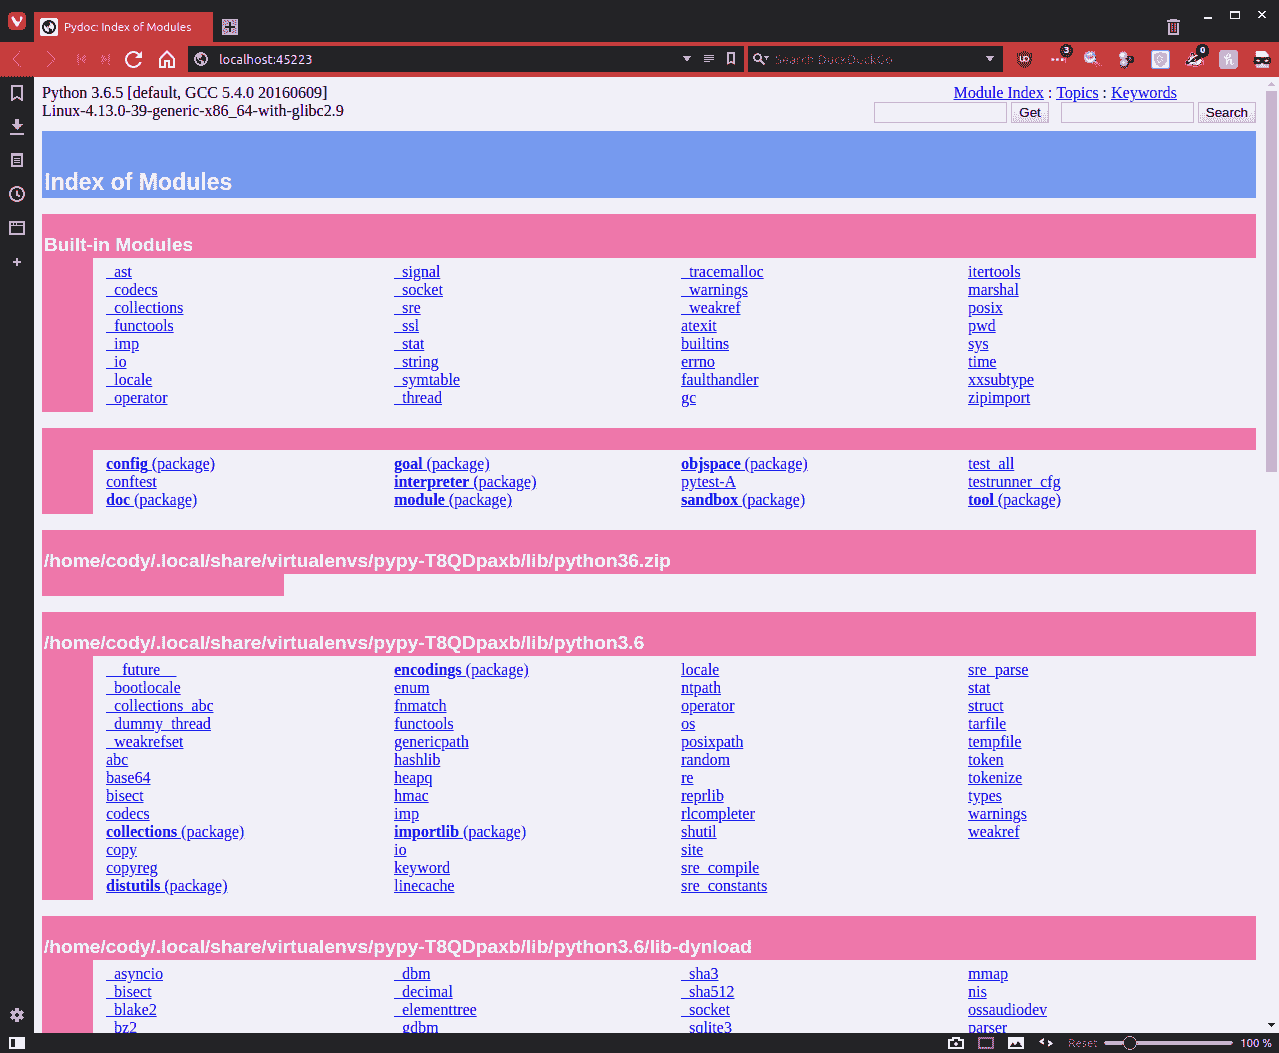 Pydoc: Index of Modules
localhost:45223
Search DuckDuckGo
3
0
Python 3.6.5 [default, GCC 5.4.0 20160609]
Linux-4.13.0-39-generic-x86_64-with-glibc2.9
Module Index : Topics : Keywords
Get Search
Index of Modules
Built-in Modules
_ast _signal _tracemalloc itertools
_codecs _socket _warnings marshal
_collections _sre _weakref posix
_functools _ssl atexit pwd
_imp _stat builtins sys
_io _string errno time
_locale _symtable faulthandler xxsubtype
_operator _thread gc zipimport
config (package) goal (package) objspace (package) test_all
conftest interpreter (package) pytest-A testrunner_cfg
doc (package) module (package) sandbox (package) tool (package)
/home/cody/.local/share/virtualenvs/pypy-T8QDpaxb/lib/python36.zip
/home/cody/.local/share/virtualenvs/pypy-T8QDpaxb/lib/python3.6
__future__ encodings (package) locale sre_parse
_bootlocale enum ntpath stat
_collections_abc fnmatch operator struct
_dummy_thread functools os tarfile
_weakrefset genericpath posixpath tempfile
abc hashlib random token
base64 heapq re tokenize
bisect hmac reprlib types
codecs imp rlcompleter warnings
collections (package) importlib (package) shutil weakref
copy io site
copyreg keyword sre_compile
distutils (package) linecache sre_constants
/home/cody/.local/share/virtualenvs/pypy-T8QDpaxb/lib/python3.6/lib-dynload
_asyncio _dbm _sha3 mmap
_bisect _decimal _sha512 nis
_blake2 _elementtree _socket ossaudiodev
_bz2 _gdbm _sqlite3 parser
Reset 100 %